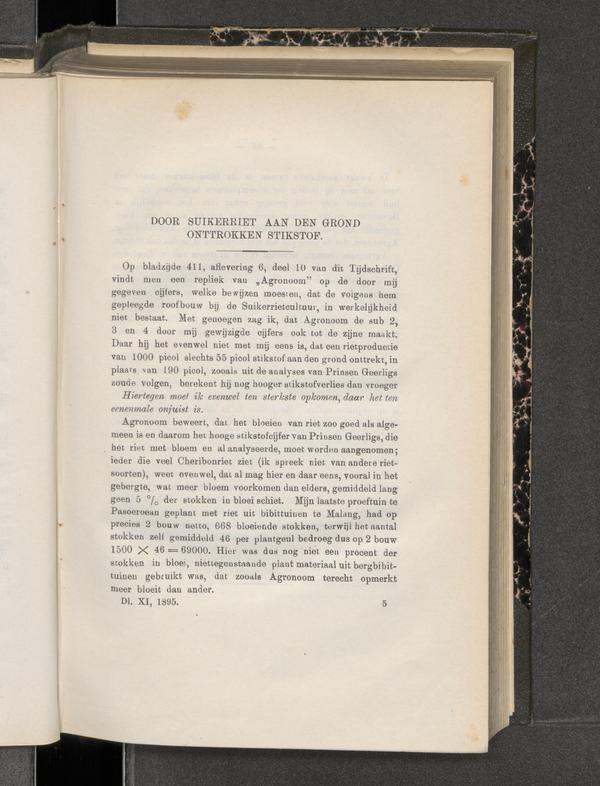 DOOR SUIKERRIET AAN DEN GROND
ONTTROKKEN STIKSTOF.
Op bladzijde 411, aflevering 6, deel 10 van dit Tijdschrift,
vindt men een repliek van „Agronoom" op de door mij
gegeven cijfers, welke bewijzen moesten, dat de volgens hem
gepleegde roofbouw bij de Suikerrietcultuur, in werkelijkheid
niet bestaat. Met genoegen zag ik, dat Agronoom de sub 2,
3 en 4 door mij gewijzigde cijfers ook tot de zijne maakt.
Daar hij het evenwel niet met mij eens is, dat een rietproductie
van 1000 picol slechts 55 picol stikstof aan den grond onttrekt, in
plaats van 190 picol, zooals uit de analyses van Prinsen Geerligs
zoude volgen, berekent hij nog hooger stikstofverlies dan vroeger
Hiertegen moet ik evenwel ten sterkste opkomen, daar het ten
eenenmale onjuist is.
Agronoom beweert, dat het bloeien van riet zoo goed als alge-
meen is en daarom het hooge stikstofcijfer van Prinsen Geerligs, die
het riet met bloem en al analyseerde, moet worden aangenomen;
ieder die veel Cheribonriet ziet (ik spreek niet van andere riet-
soorten), weet evenwel, dat al mag hier en daar eens, vooral in het
gebergte, wat meer bloem voorkomen dan elders, gemiddeld lang
geen 5 % der stokken in bloei schiet. Mijn laatste proeftuin te
Pasoeroean geplant met riet uit bibittuinen te Malang, had op
precies 2 bouw netto, 668 bloeiende stokken, terwijl het aantal
stokken zelf gemiddeld 46 per plantgeul bedroeg dus op 2 bouw
1500 × 46 = 69000. Hier was dus nog niet een procent der
stokken in bloei, niettegenstaande plant materiaal uit bergbibit-
tuinen gebruikt was, dat zooals Agronoom terecht opmerkt
meer bloeit dan ander.
Dl. XI, 1895. 5